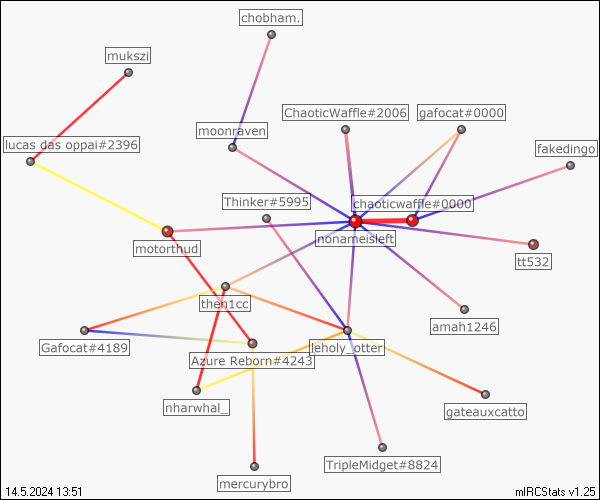 chobham.
mukszi
ChaoticWaffle#2006
gafocat#0000
moonraven
lucas das oppai#2396
fakedingo
Thinker#5995
chaoticwaffle#0000
nonameisleft
motorthud
tt532
then1cc
amah1246
Gafocat#4189
leholy_otter
Azure Reborn#4243
nharwhal_
gateauxcatto
TripleMidget#8824
mercurybro
14.5.2024 13:51
mIRCStats v1.25